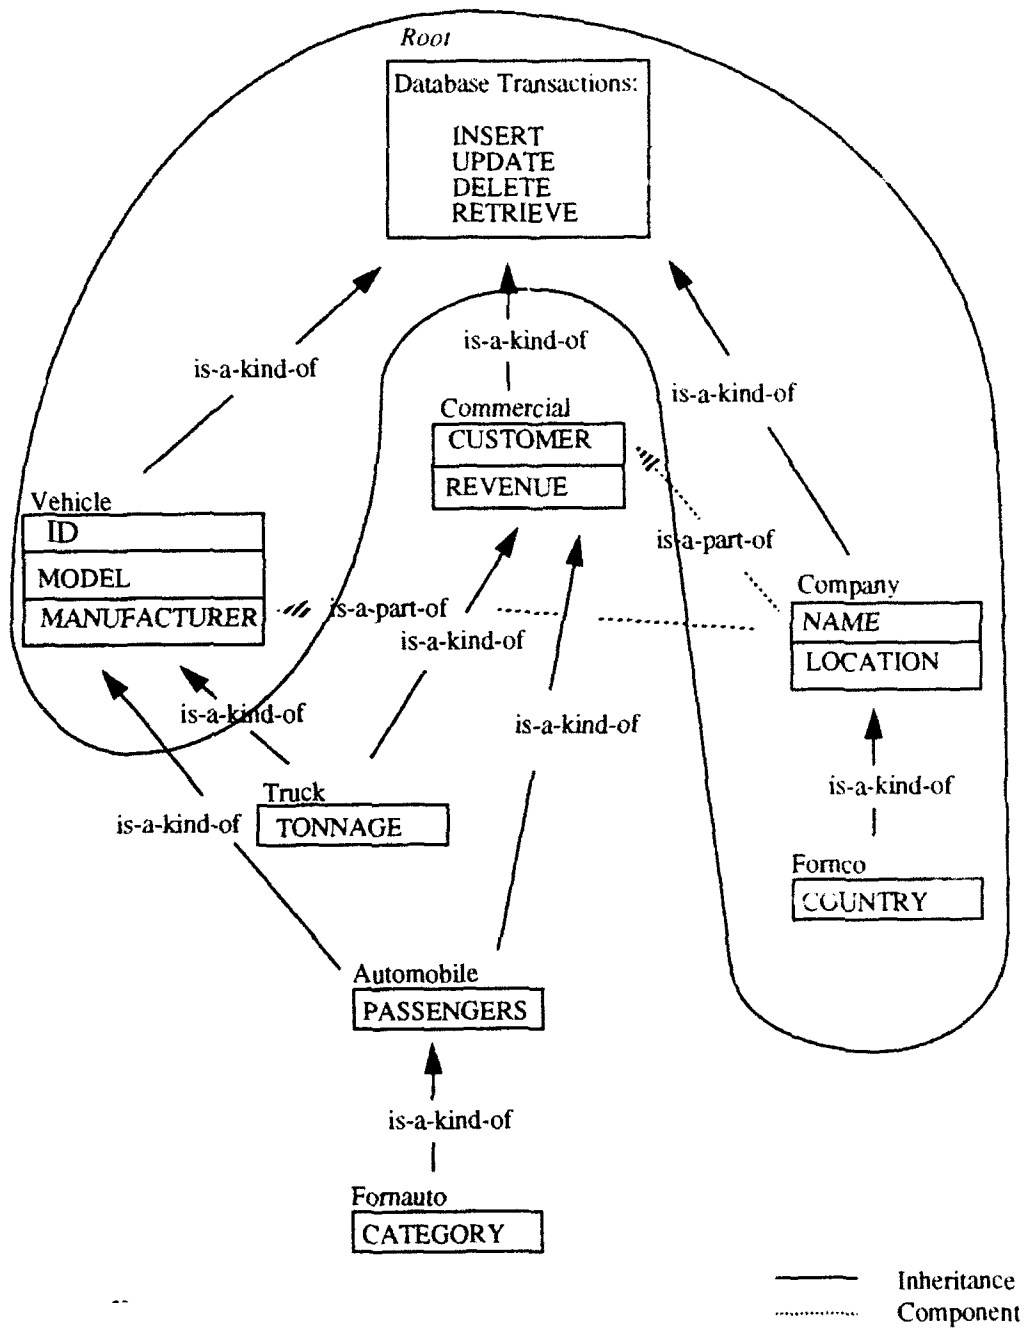 Root
Database Transactions:
INSERT
UPDATE
DELETE
RETRIEVE
is-a-kind-of
is-a-kind-of
is-a-kind-of
Commercial
CUSTOMER
REVENUE
Vehicle
ID
MODEL
MANUFACTURER
is-a-part-of
is-a-part-of
Company
NAME
LOCATION
is-a-kind-of
is-a-kind-of
is-a-kind-of
is-a-kind-of
Truck
TONNAGE
is-a-kind-of
Fornco
COUNTRY
Automobile
PASSENGERS
is-a-kind-of
Fornauto
CATEGORY
Inheritance
Component